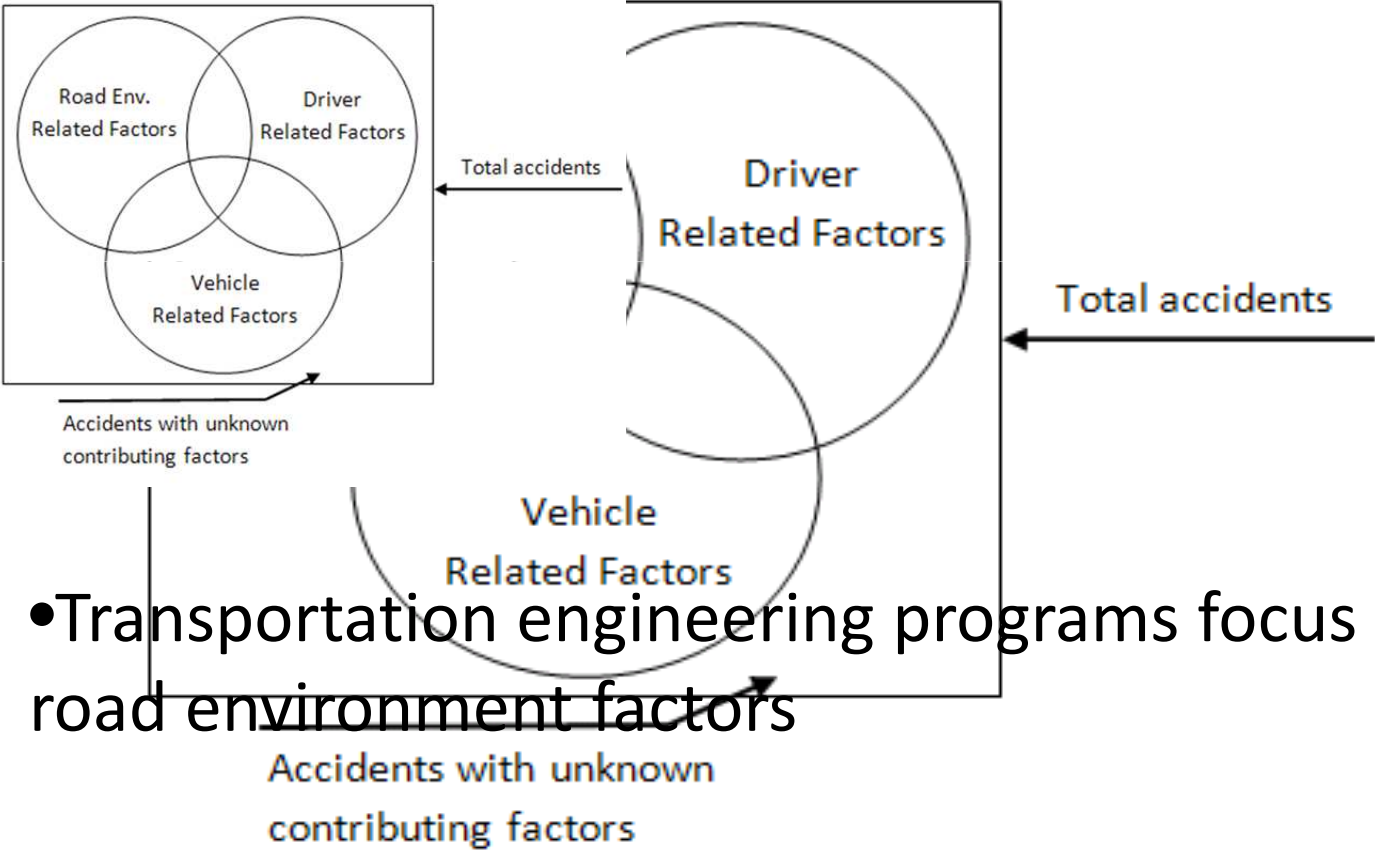 Road Env.
Related Factors
Driver
Related Factors
Total accidents
Vehicle
Related Factors
Accidents with unknown
contributing factors
Driver
Related Factors
Total accidents
Vehicle
Related Factors
•Transportation engineering programs focus
road environment factors
Accidents with unknown
contributing factors